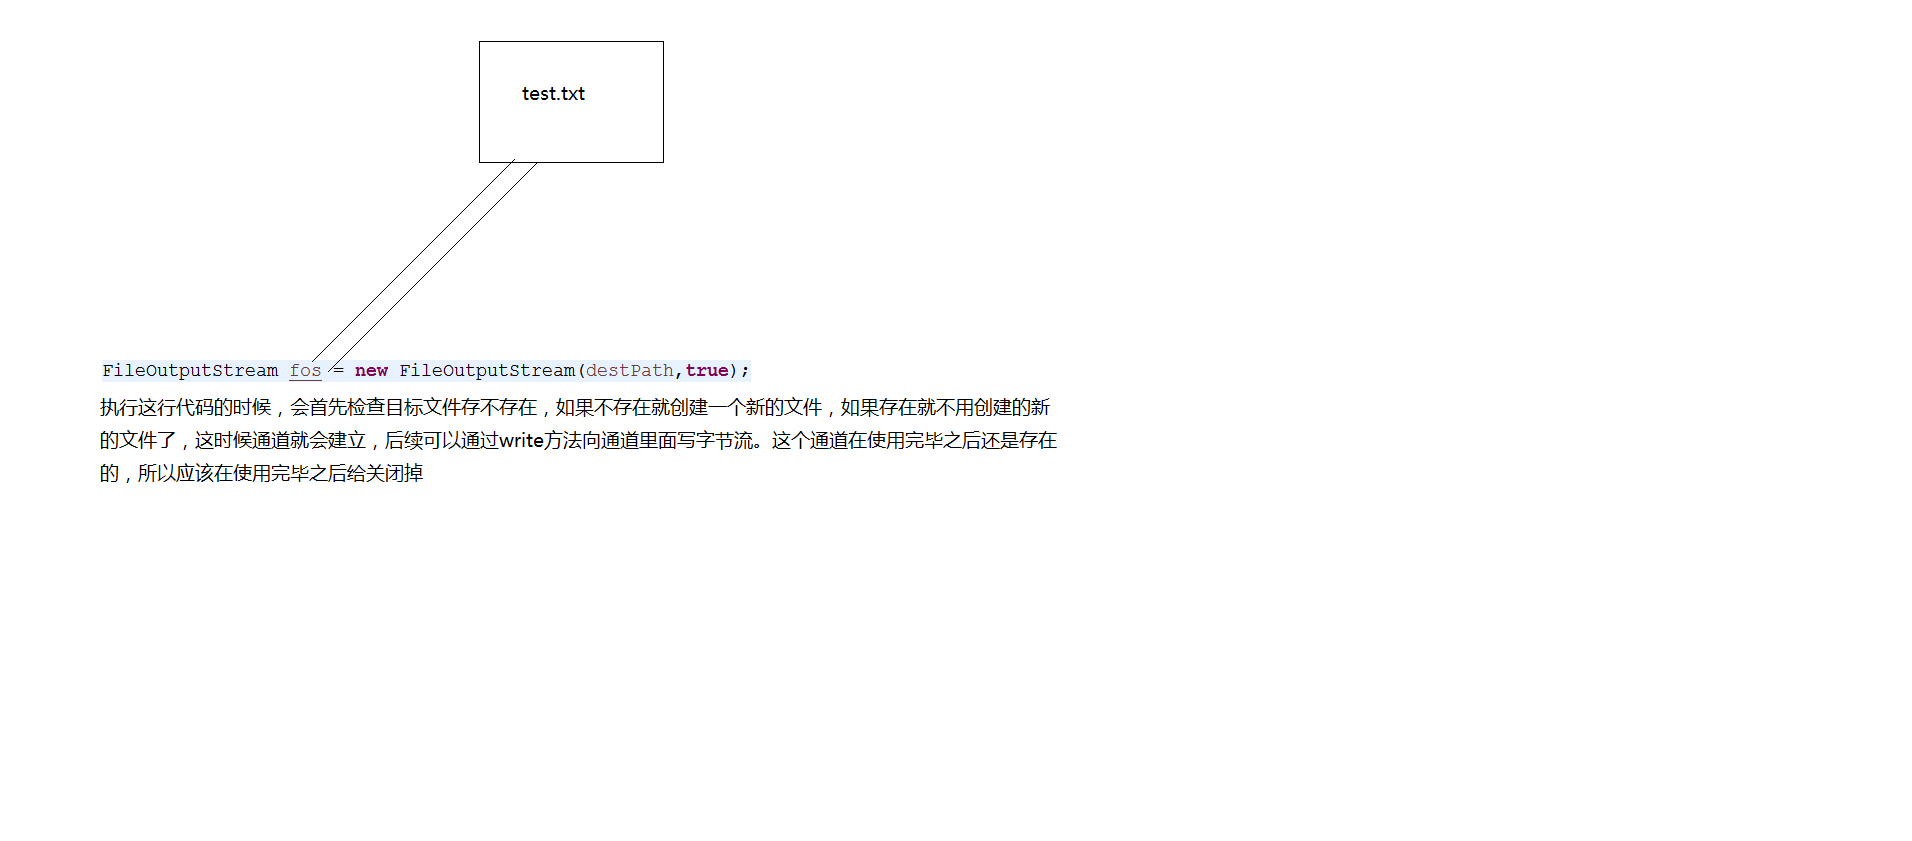 test.txt
FileOutputStream fos = new FileOutputStream(destPath,true);
执行这行代码的时候，会首先检查目标文件存不存在，如果不存在就创建一个新的文件，如果存在就不用创建的新
的文件了，这时候通道就会建立，后续可以通过write方法向通道里面写字节流。这个通道在使用完毕之后还是存在
的，所以应该在使用完毕之后给关闭掉